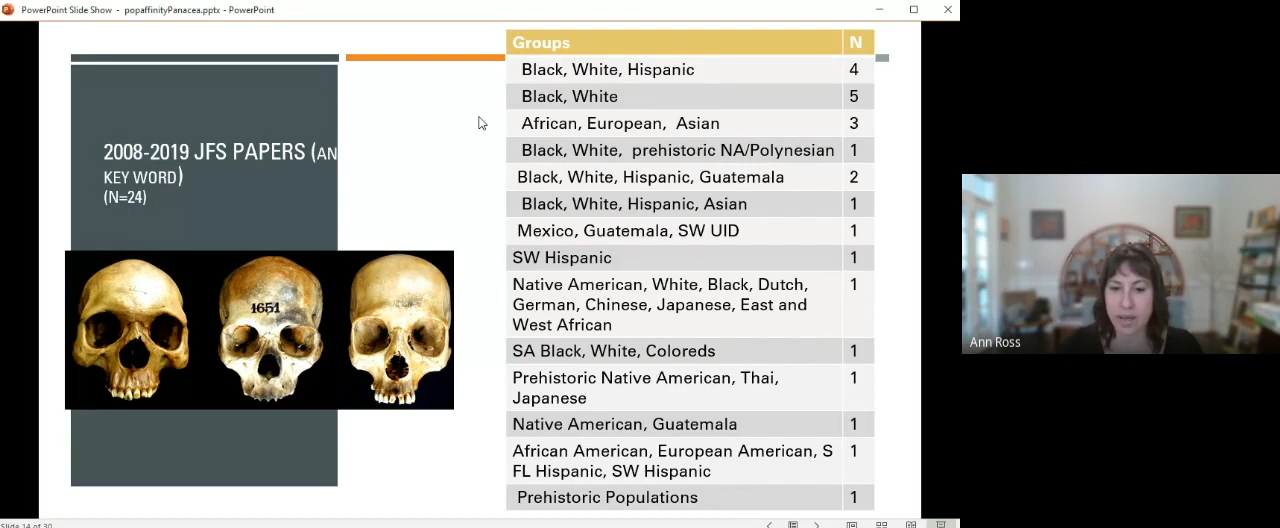 PowerPoint Slide Show - popaffinityPanacea.pptx - PowerPoint
2008-2019 JFS PAPERS (AN
KEY WORD)
(N=24)
1651
Groups N
Black, White, Hispanic 4
Black, White 5
African, European, Asian 3
Black, White, prehistoric NA/Polynesian 1
Black, White, Hispanic, Guatemala 2
Black, White, Hispanic, Asian 1
Mexico, Guatemala, SW UID 1
SW Hispanic 1
Native American, White, Black, Dutch, 1
German, Chinese, Japanese, East and
West African
SA Black, White, Coloreds 1
Prehistoric Native American, Thai, 1
Japanese
Native American, Guatemala 1
African American, European American, S 1
FL Hispanic, SW Hispanic
Prehistoric Populations 1
Slide 14 of 30
Ann Ross